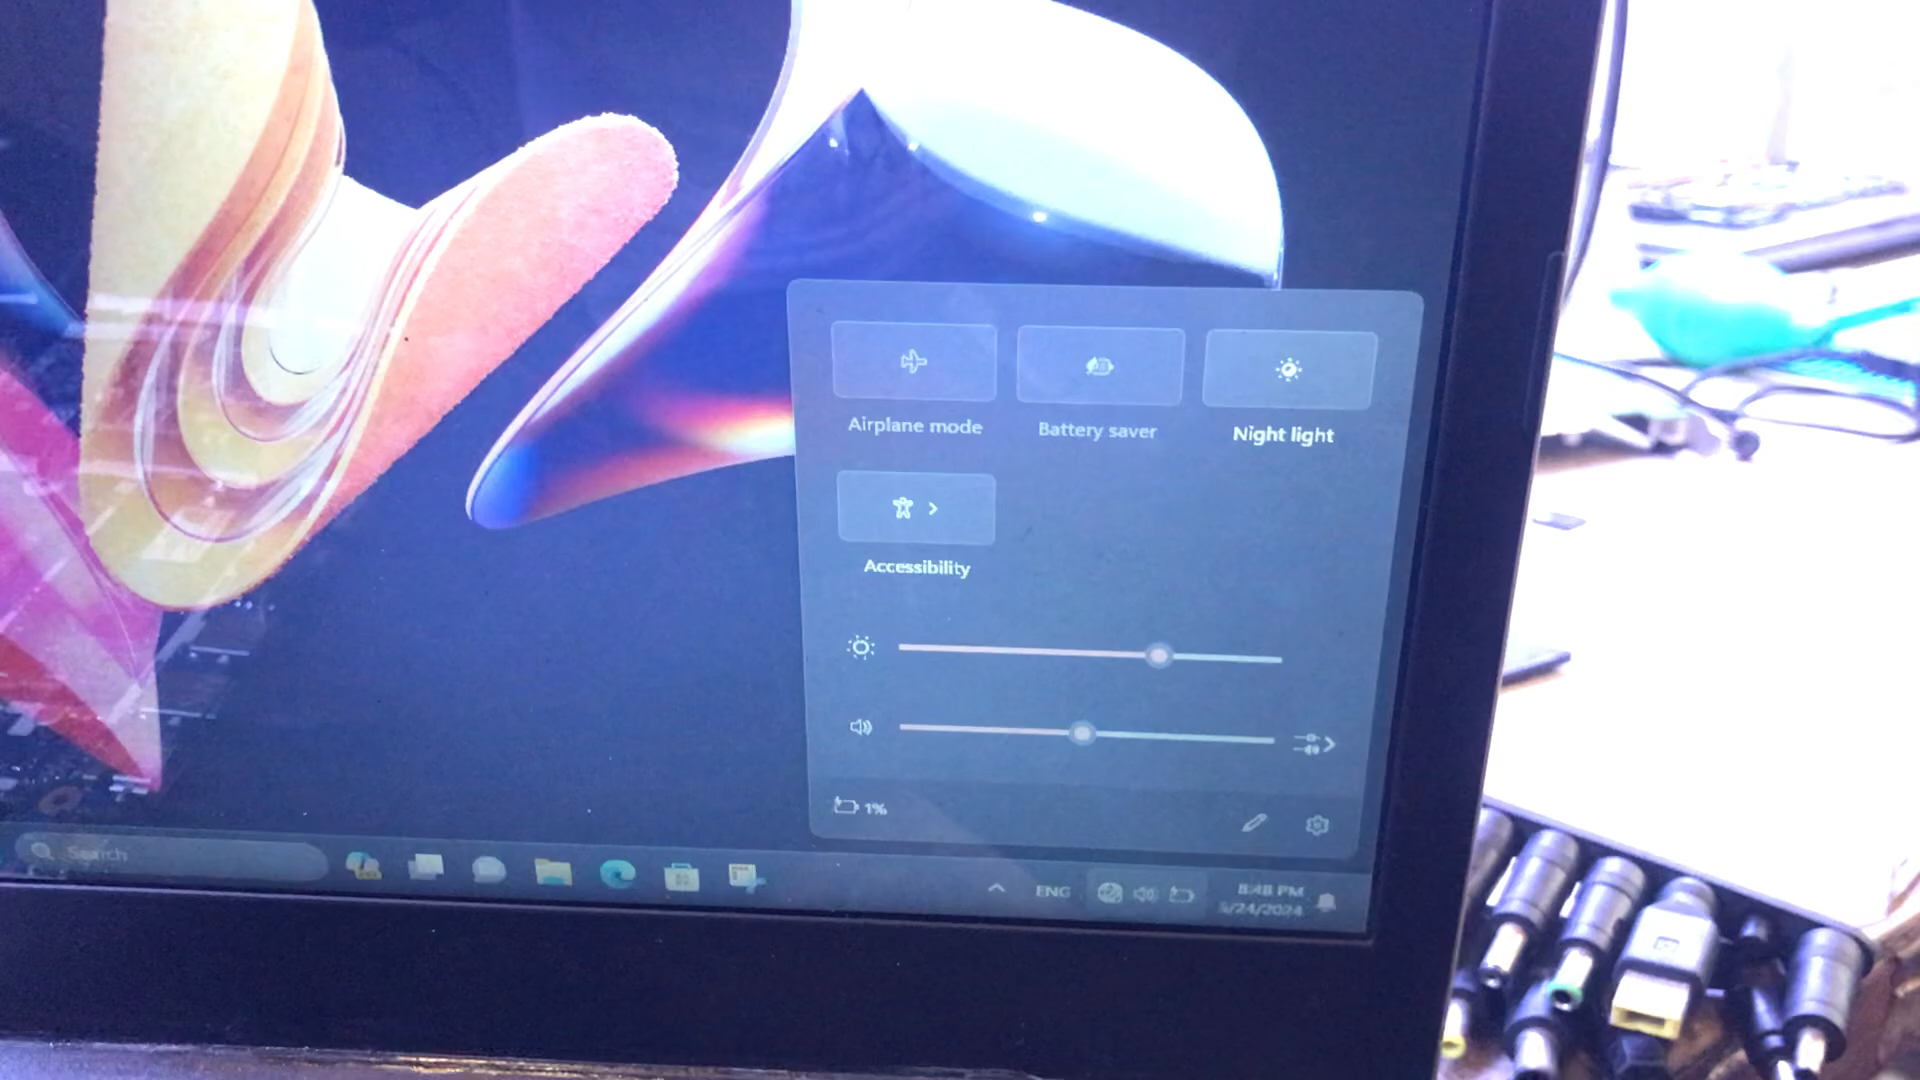 Airplane mode
Battery saver
Night light
Accessibility
1%
Search
ENG
8:48 PM
5/24/2024